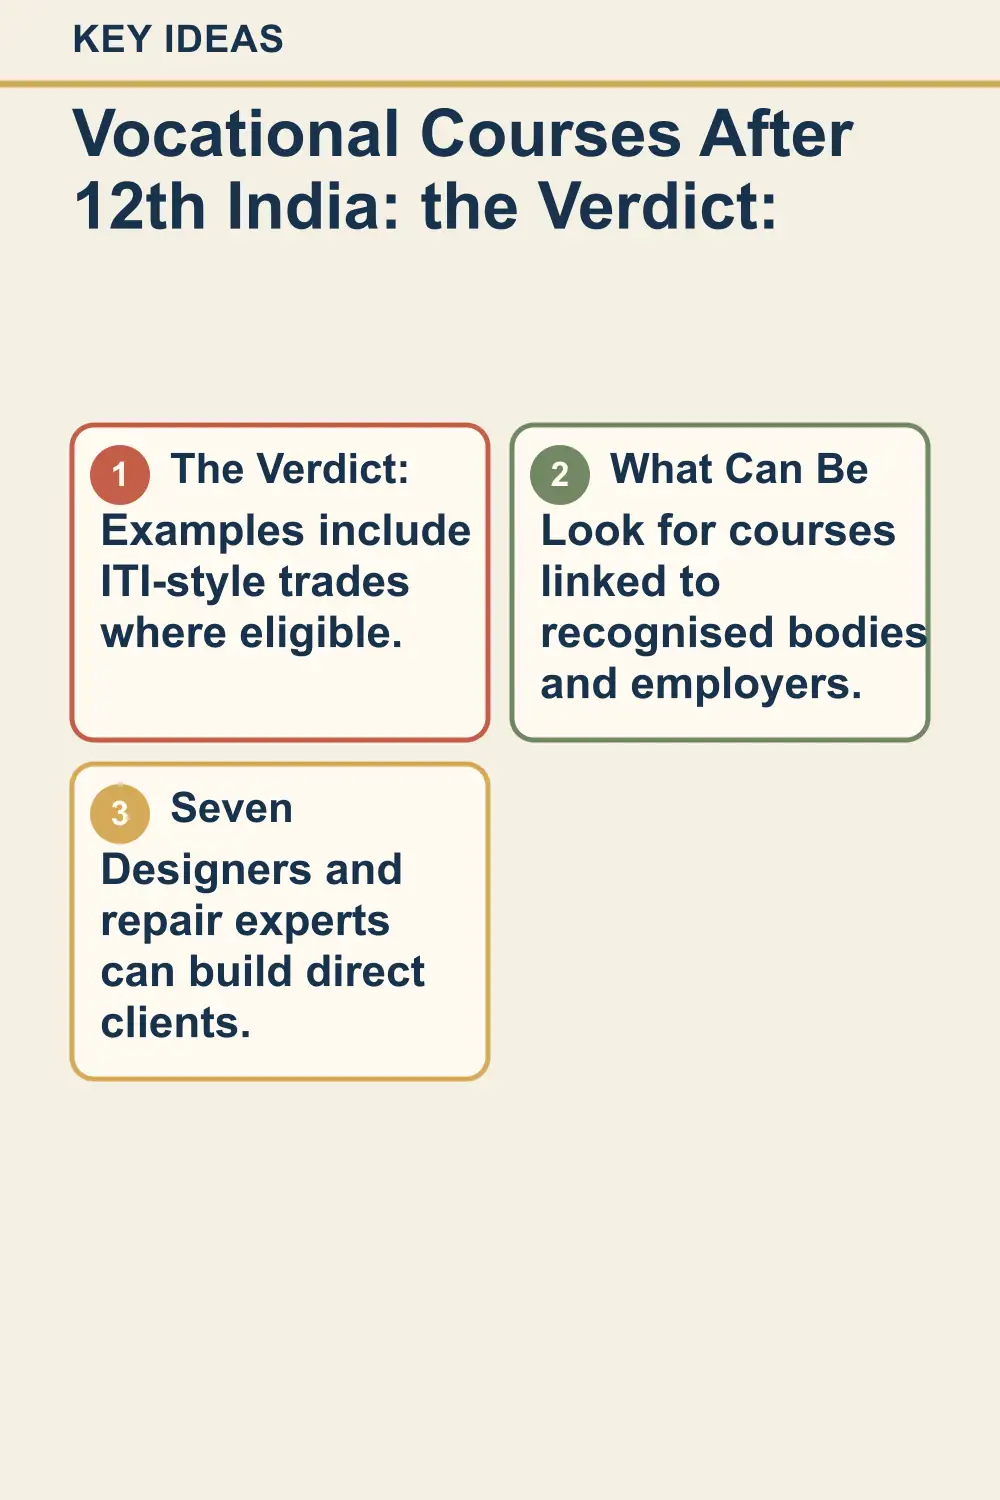 KEY IDEAS
Vocational Courses After
12th India: the Verdict:
1 The Verdict:
Examples include
ITI-style trades
where eligible.
2 What Can Be
Look for courses
linked to
recognised bodies
and employers.
3 Seven
Designers and
repair experts
can build direct
clients.